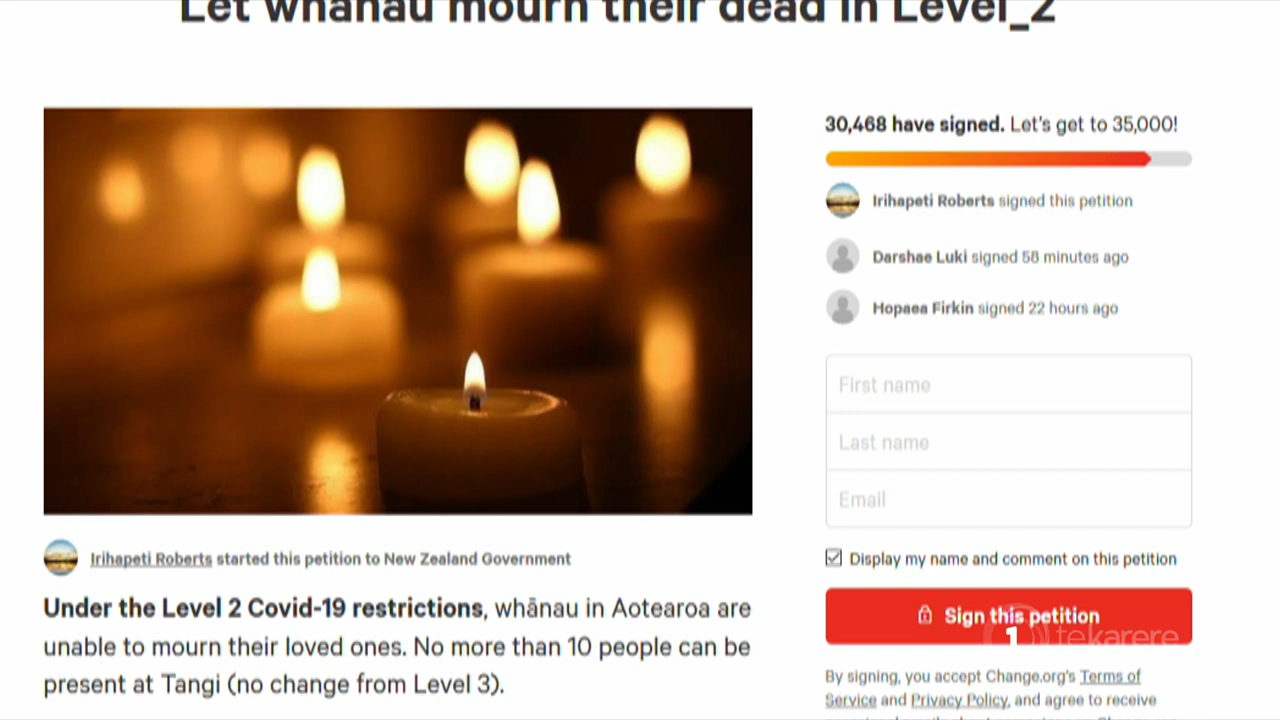 Let whānau mourn their dead in Level_2
30,468 have signed. Let's get to 35,000!
Irihapeti Roberts signed this petition
Darshae Luki signed 58 minutes ago
Hopaea Firkin signed 22 hours ago
First name
Last name
Email
Display my name and comment on this petition
Sign this petition
1 tekarere
By signing, you accept Change.org's Terms of
Service and Privacy Policy, and agree to receive
Irihapeti Roberts started this petition to New Zealand Government
Under the Level 2 Covid-19 restrictions, whānau in Aotearoa are
unable to mourn their loved ones. No more than 10 people can be
present at Tangi (no change from Level 3).